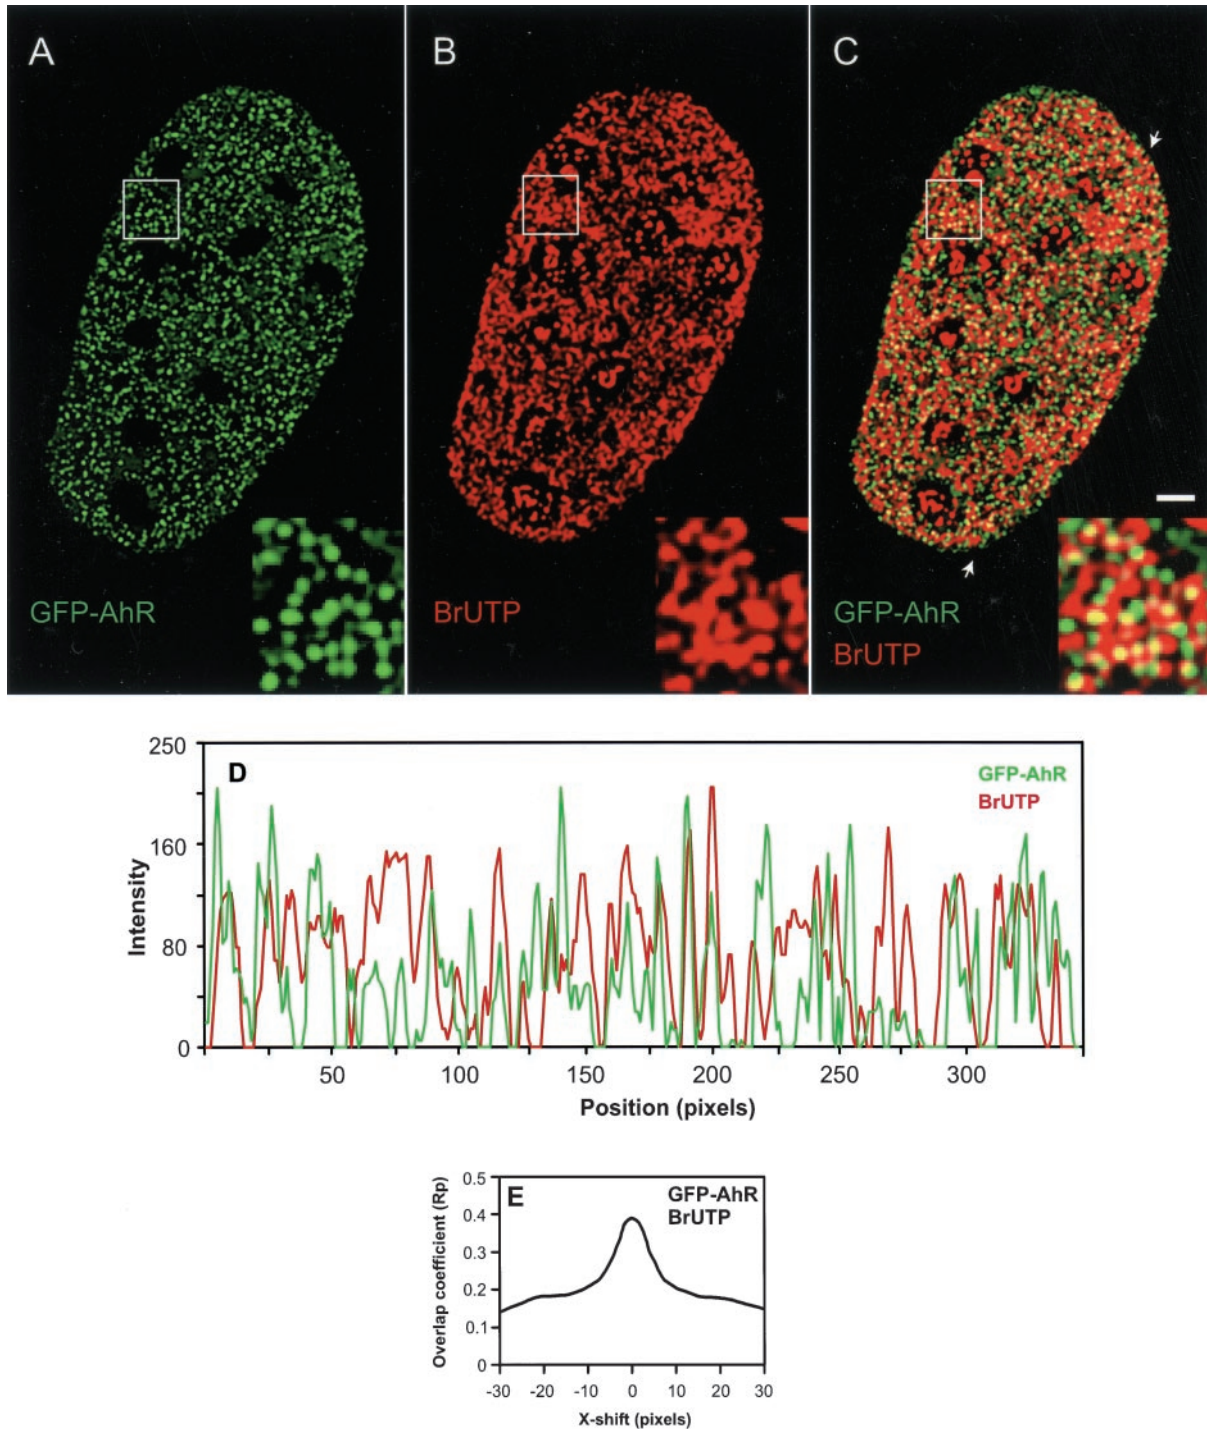 A
B
C
GFP-AhR
BrUTP
GFP-AhR
BrUTP
D
GFP-AhR
BrUTP
Intensity
250
160
80
0
50
100
150
200
250
300
Position (pixels)
E
GFP-AhR
BrUTP
Overlap coefficient (Rp)
0.5
0.4
0.3
0.2
0.1
0
-30
-20
-10
0
10
20
30
X-shift (pixels)